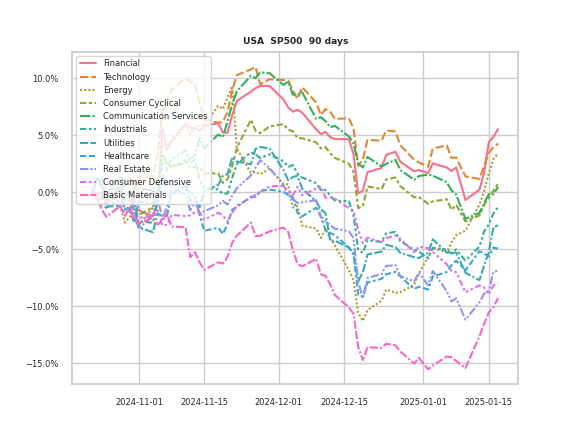 USA SP500 90 days
10.0%
5.0%
0.0%
−5.0%
−10.0%
−15.0%
Financial
Technology
Energy
Consumer Cyclical
Communication Services
Industrials
Utilities
Healthcare
Real Estate
Consumer Defensive
Basic Materials
2024-11-01 2024-11-15 2024-12-01 2024-12-15 2025-01-01 2025-01-15